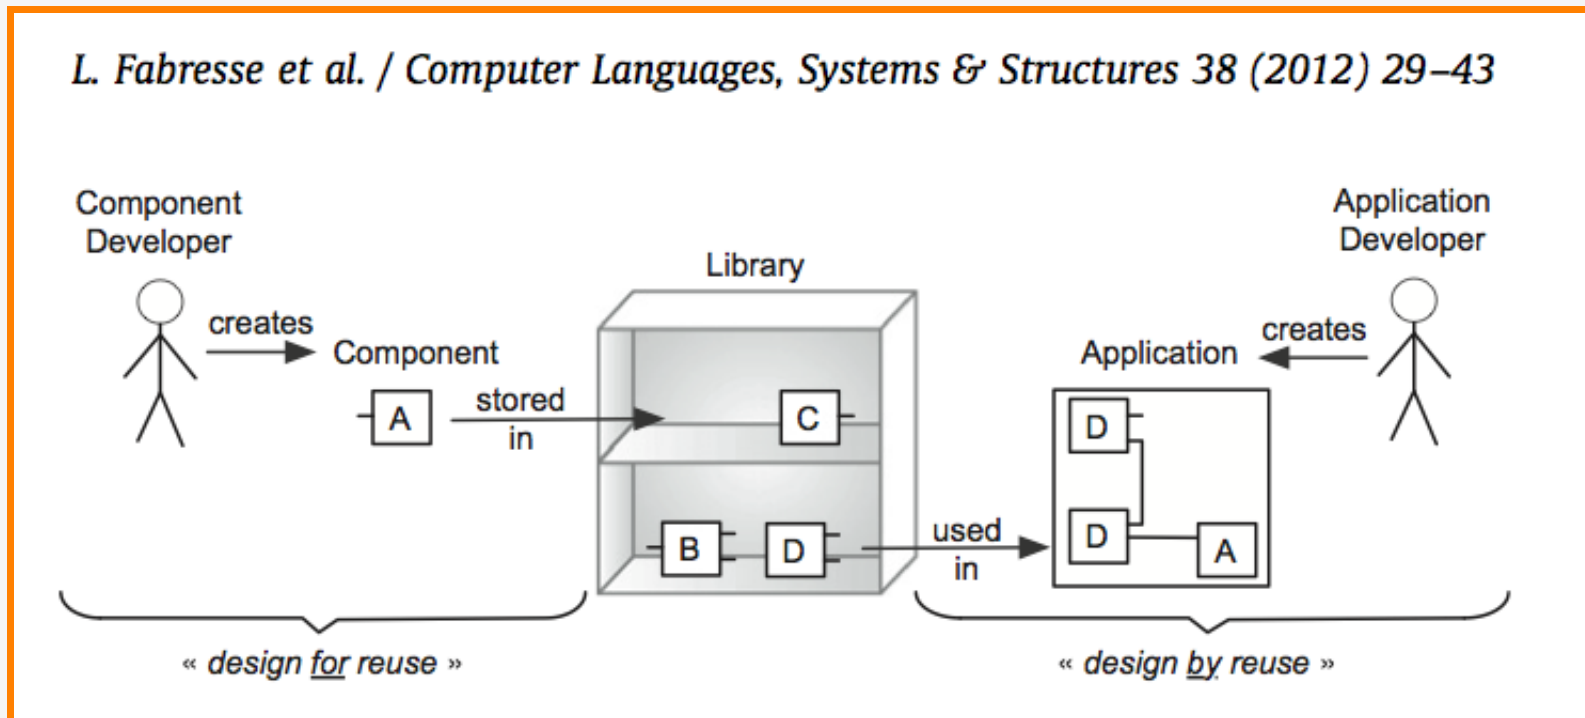 L. Fabresse et al. / Computer Languages, Systems & Structures 38 (2012) 29–43
Component
Developer
Application
Developer
Library
creates
Component
Application
creates
A
stored
in
C
D
B
D
used
in
D
A
« design for reuse »
« design by reuse »